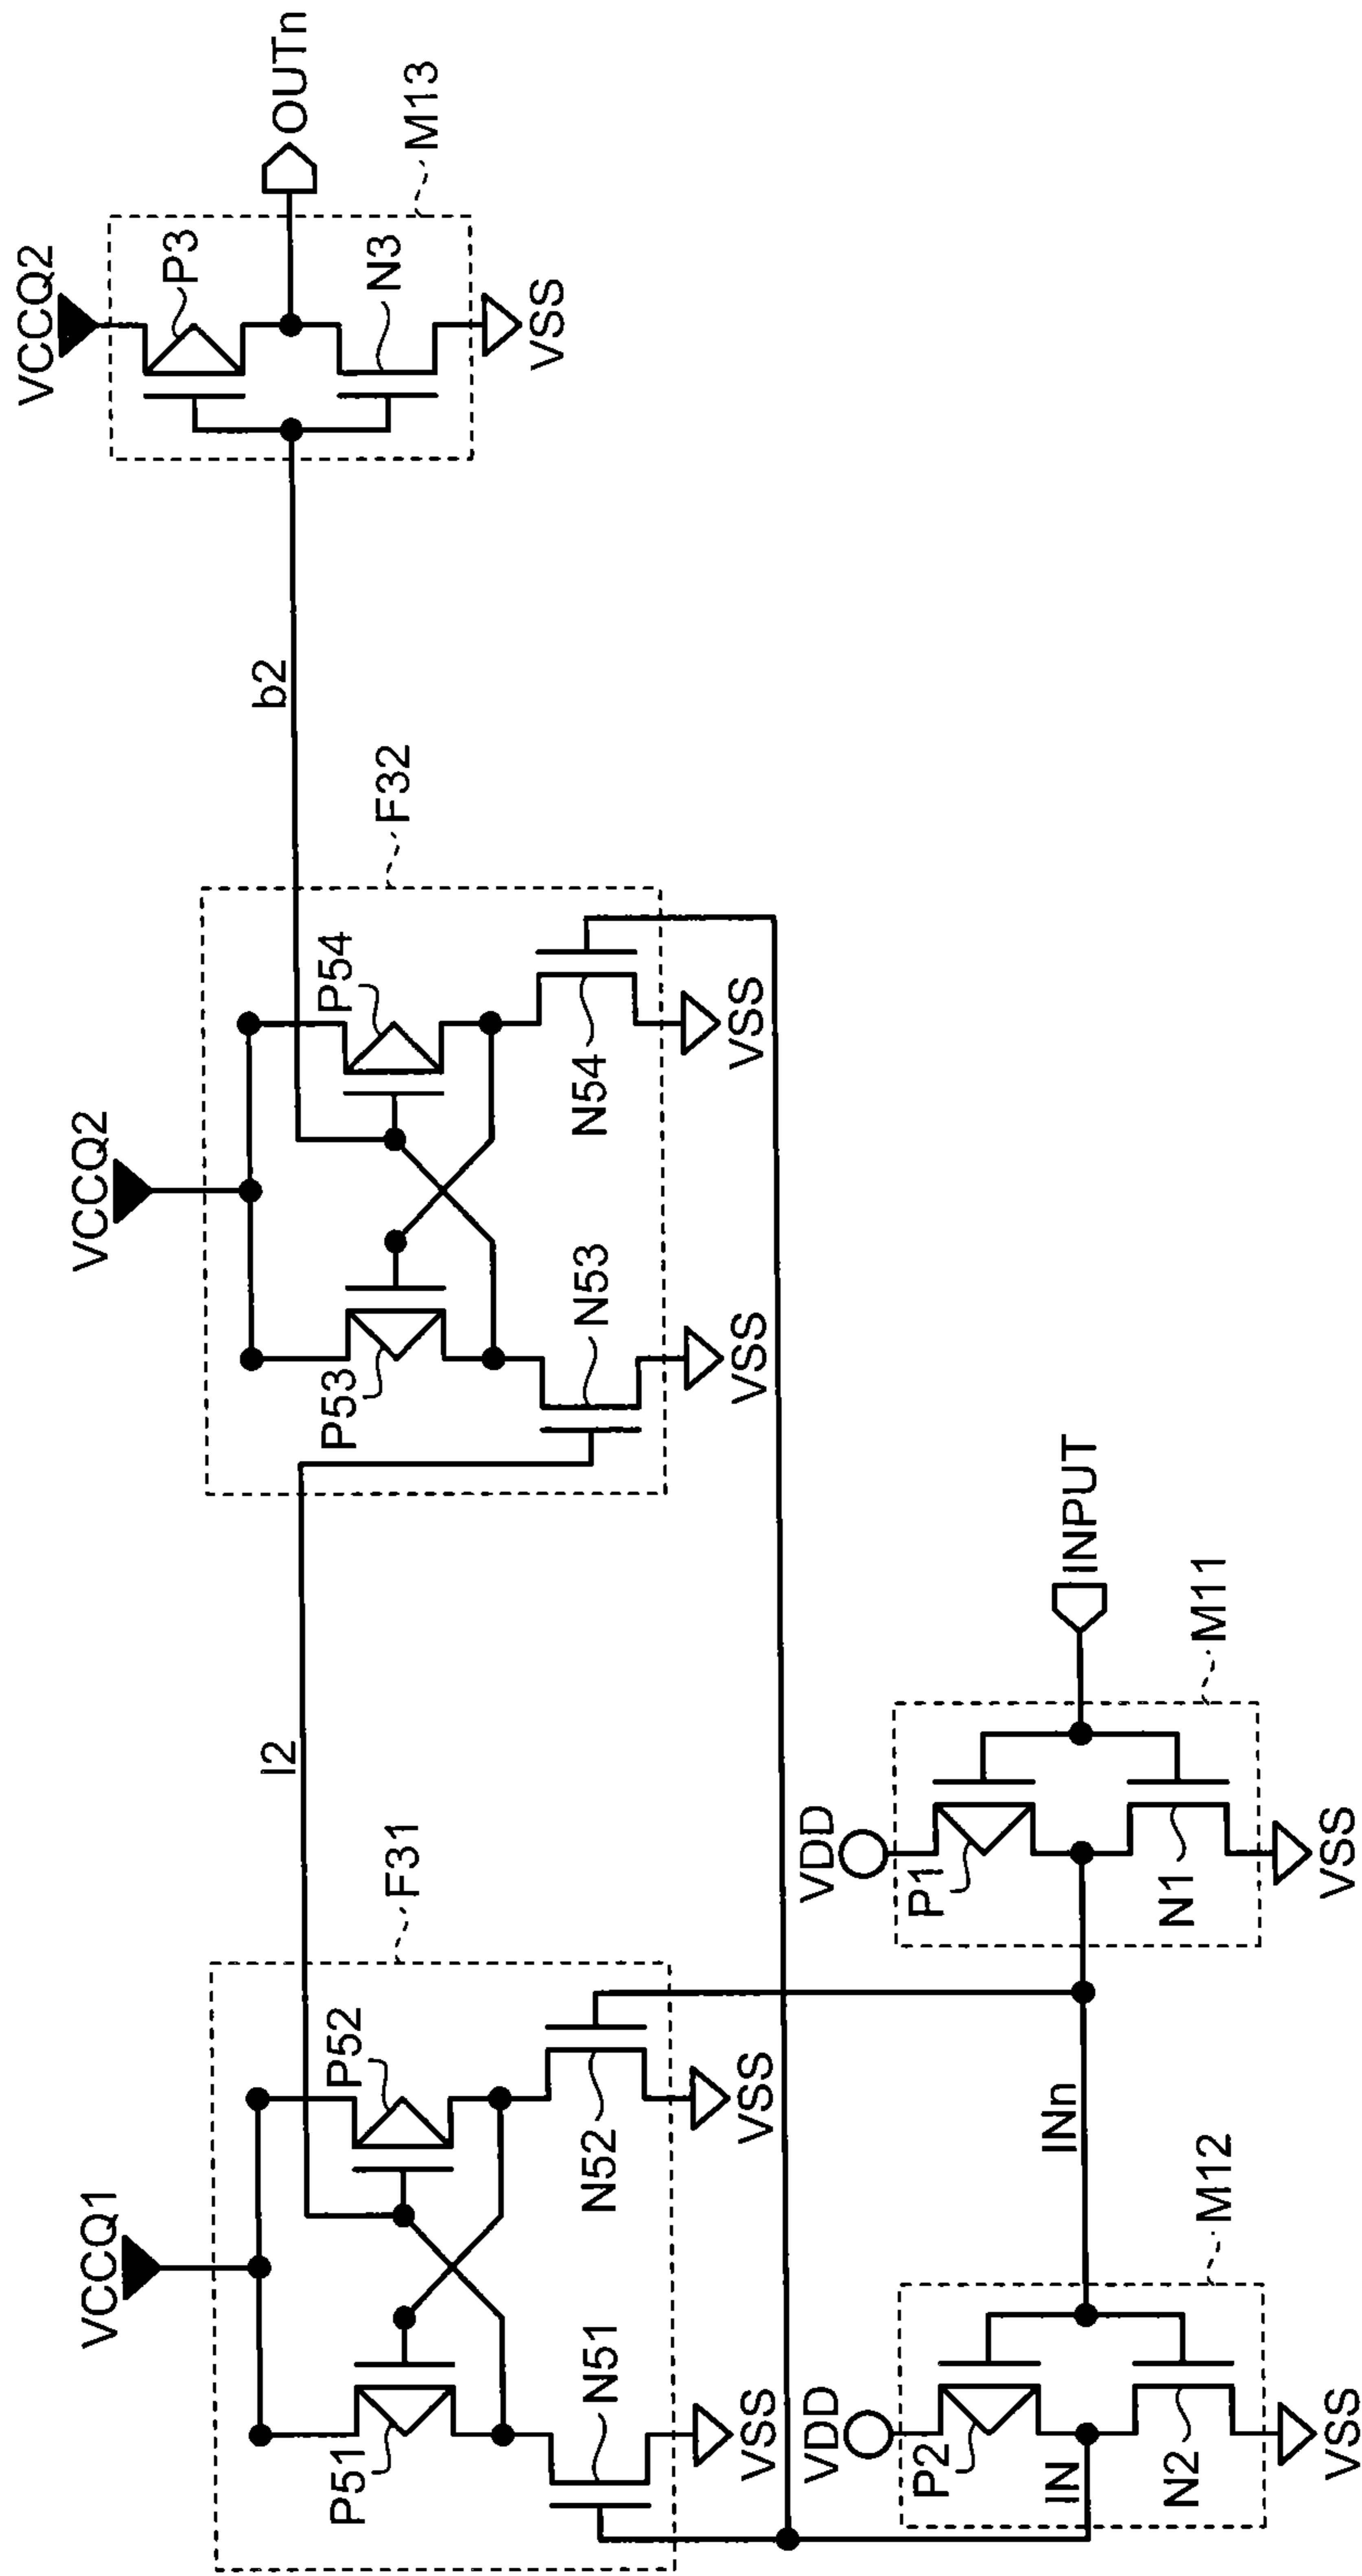 VCCQ1
VCCQ2
VCCQ2
F31
l2
F32
b2
M13
P51
P52
P53
P54
P3
OUTn
N51
N52
N53
N54
N3
VSS
VSS
VSS
VSS
VSS
VDD
VDD
P2
P1
INPUT
IN
INn
N2
N1
M12
M11
VSS
VSS